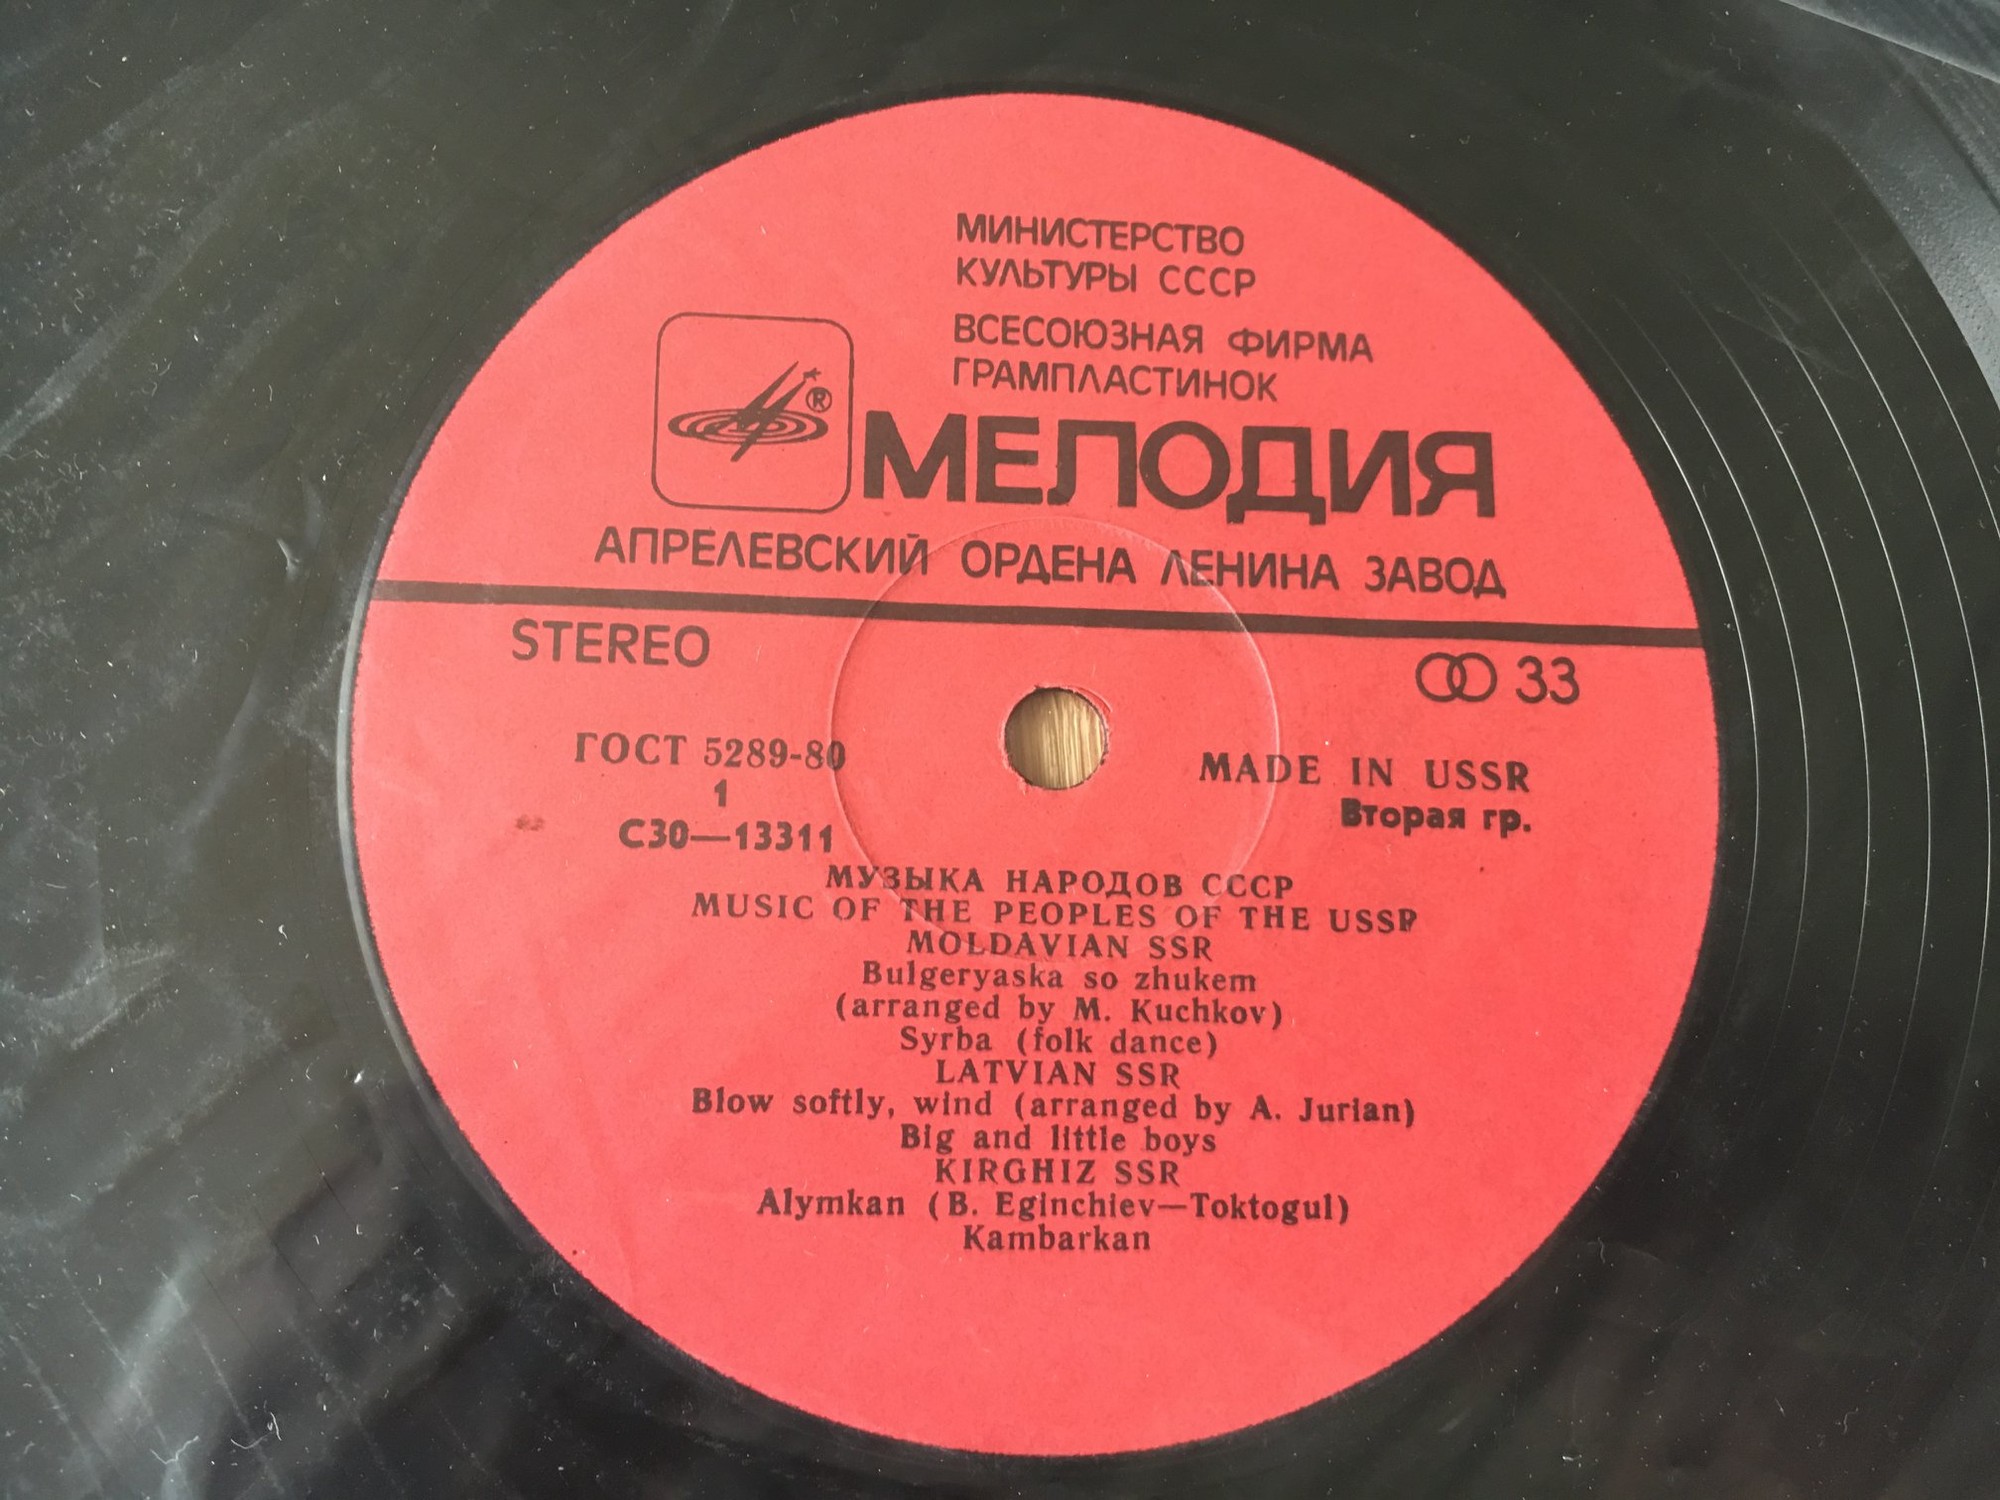 МИНИСТЕРСТВО
КУЛЬТУРЫ СССР
ВСЕСОЮЗНАЯ ФИРМА
ГРАМПЛАСТИНОК
®
МЕЛОДИЯ
АПРЕЛЕВСКИЙ ОРДЕНА ЛЕНИНА ЗАВОД
STEREO
33
ГОСТ 5289-80
MADE IN USSR
1
Вторая гр.
С30—13311
МУЗЫКА НАРОДОВ СССР
MUSIC OF THE PEOPLES OF THE USSR
MOLDAVIAN SSR
Bulgeryaska so zhukem
(arranged by M. Kuchkov)
Syrba (folk dance)
LATVIAN SSR
Blow softly, wind (arranged by A. Jurian)
Big and little boys
KIRGHIZ SSR
Alymkan (B. Eginchiev—Toktogul)
Kambarkan